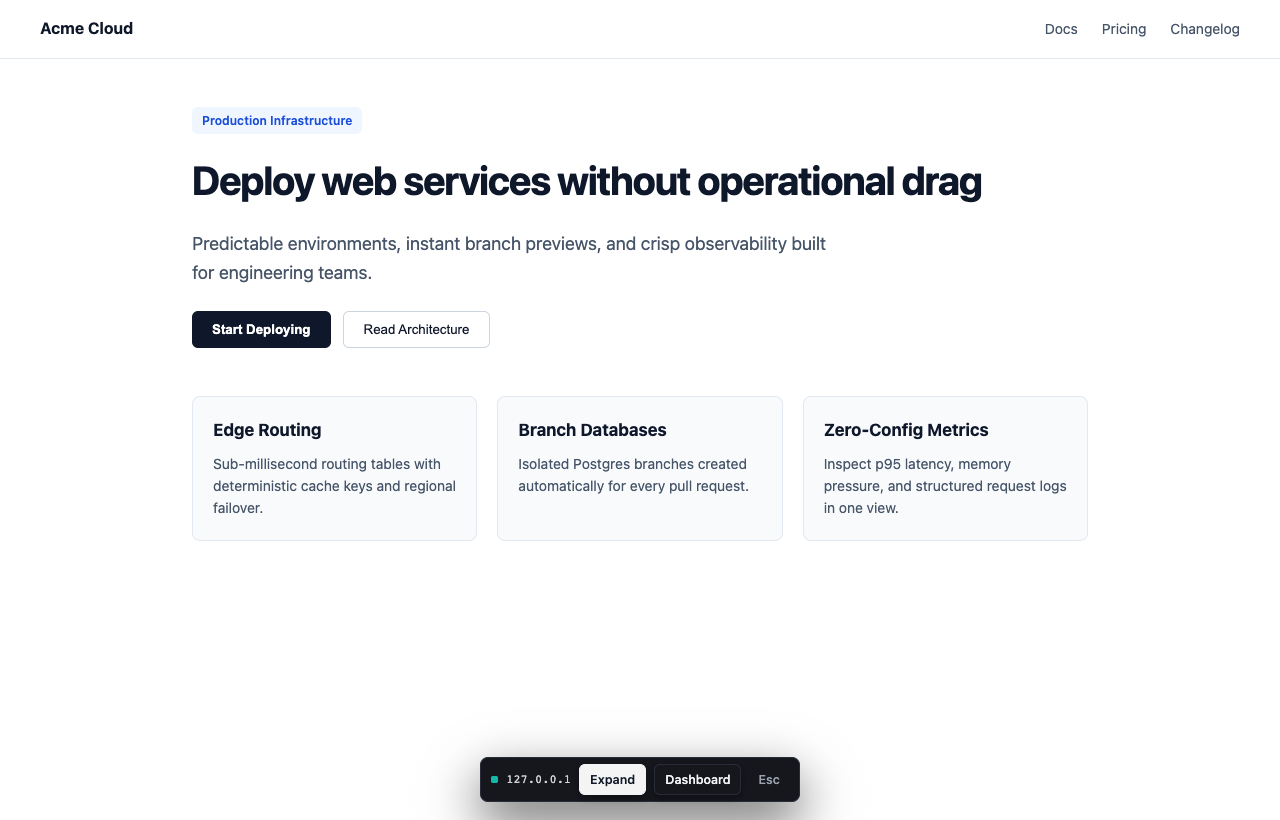 Acme Cloud
Docs
Pricing
Changelog
Production Infrastructure
Deploy web services without operational drag
Predictable environments, instant branch previews, and crisp observability built
for engineering teams.
Start Deploying
Read Architecture
Edge Routing
Sub-millisecond routing tables with
deterministic cache keys and regional
failover.
Branch Databases
Isolated Postgres branches created
automatically for every pull request.
Zero-Config Metrics
Inspect p95 latency, memory
pressure, and structured request logs
in one view.
127.0.0.1
Expand
Dashboard
Esc